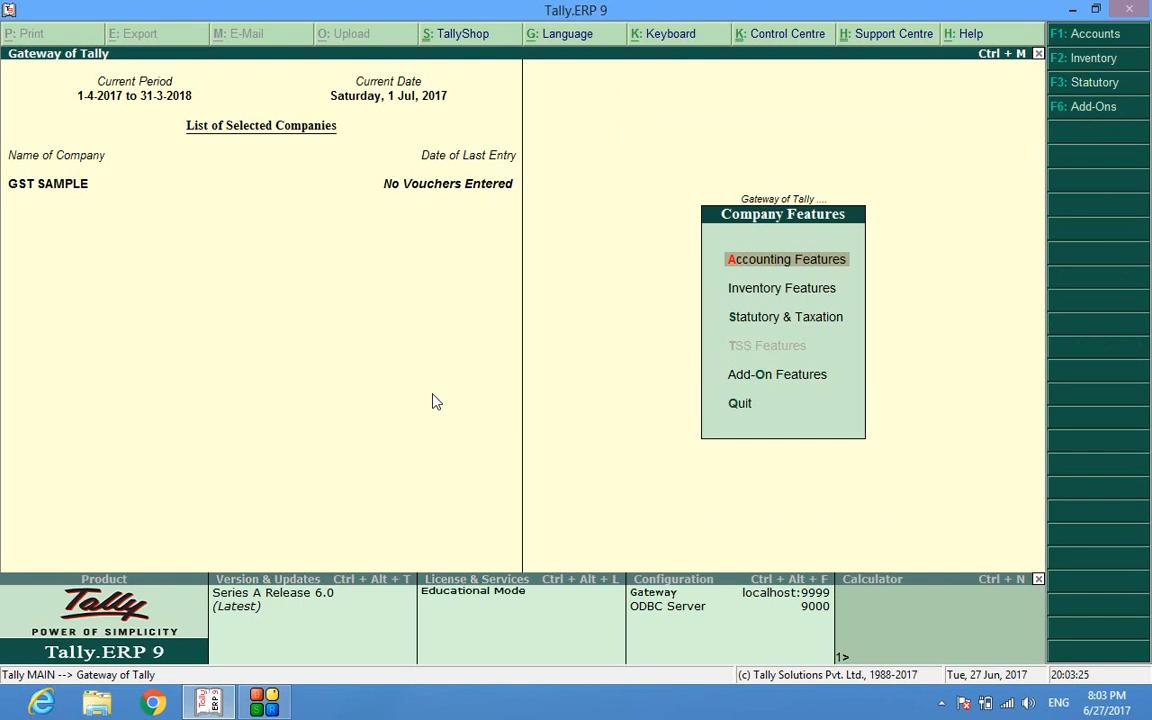 Tally.ERP 9
P: Print E: Export M: E-Mail O: Upload S: TallyShop G: Language K: Keyboard K: Control Centre H: Support Centre H: Help
Gateway of Tally Ctrl + M
Current Period Current Date
1-4-2017 to 31-3-2018 Saturday, 1 Jul, 2017
List of Selected Companies
Name of Company Date of Last Entry
GST SAMPLE No Vouchers Entered
Gateway of Tally ....
Company Features
Accounting Features
Inventory Features
Statutory & Taxation
TSS Features
Add-On Features
Quit
F1: Accounts
F2: Inventory
F3: Statutory
F6: Add-Ons
Product
Tally
POWER OF SIMPLICITY
Tally.ERP 9
Version & Updates Ctrl + Alt + T
Series A Release 6.0
(Latest)
License & Services Ctrl + Alt + L
Educational Mode
Configuration Ctrl + Alt + F
Gateway localhost:9999
ODBC Server 9000
Calculator Ctrl + N
1>
Tally MAIN --> Gateway of Tally (c) Tally Solutions Pvt. Ltd., 1988-2017 Tue, 27 Jun, 2017 20:03:25
ENG
8:03 PM
6/27/2017